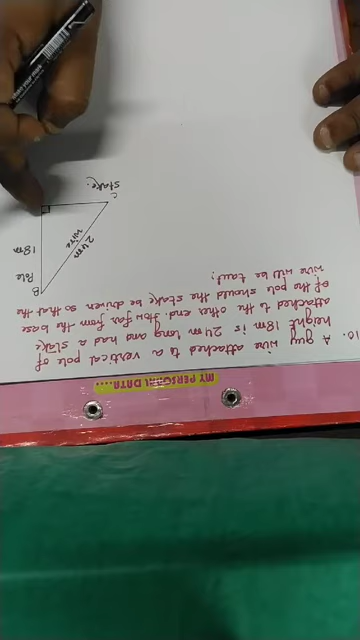 MY PERSONAL DATA...
10. A guy wire attached to a vertical pole of
height 18m is 24m long and had a stake
attached to the other end. How far from the base
of the pole should the stake be driven so that the
wire will be taut?
B
Pole
18m
24m
wire
C
stake.